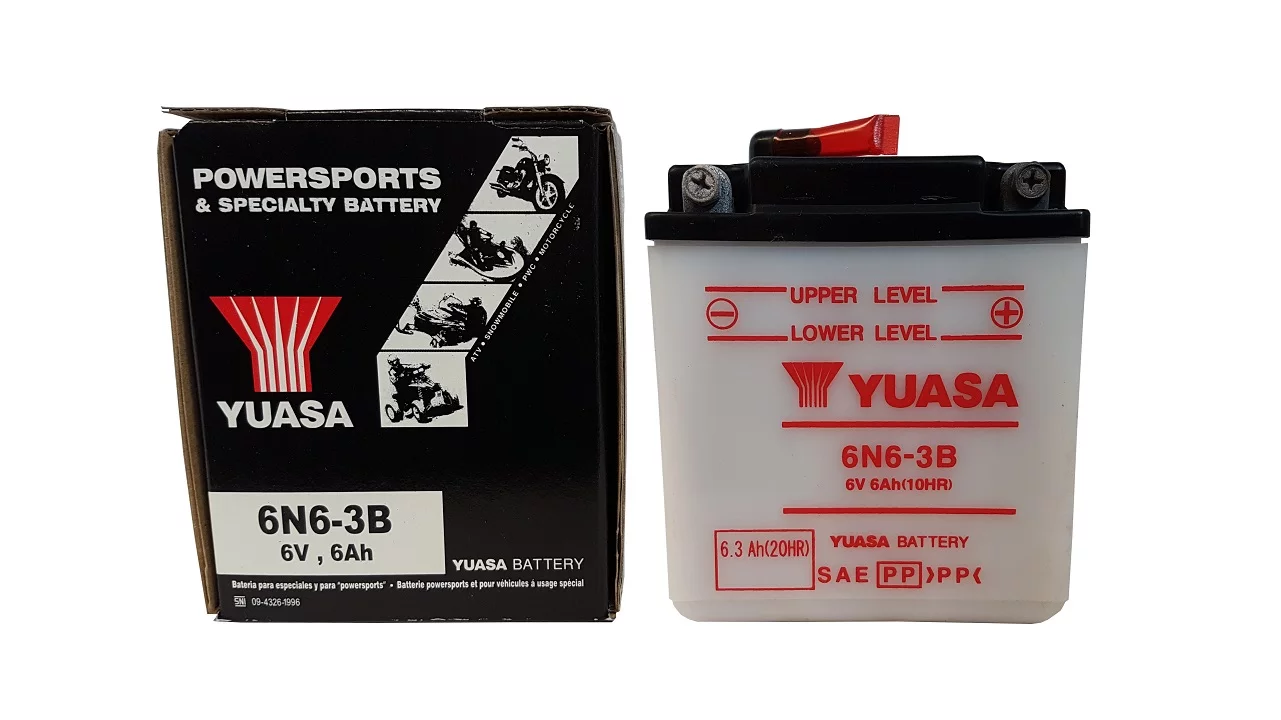 POWERSPORTS
& SPECIALTY BATTERY
ATV • SNOWMOBILE • PWC • MOTORCYCLE
YUASA
6N6-3B
6V , 6Ah
YUASA BATTERY
Bateria para especiales y para "powersports" • Batterie powersports et pour véhicules à usage spécial
SNI 09-4326-1996
UPPER LEVEL
LOWER LEVEL
YUASA
6N6-3B
6V 6Ah(10HR)
6.3 Ah(20HR)
YUASA BATTERY
SAE PP >PP<